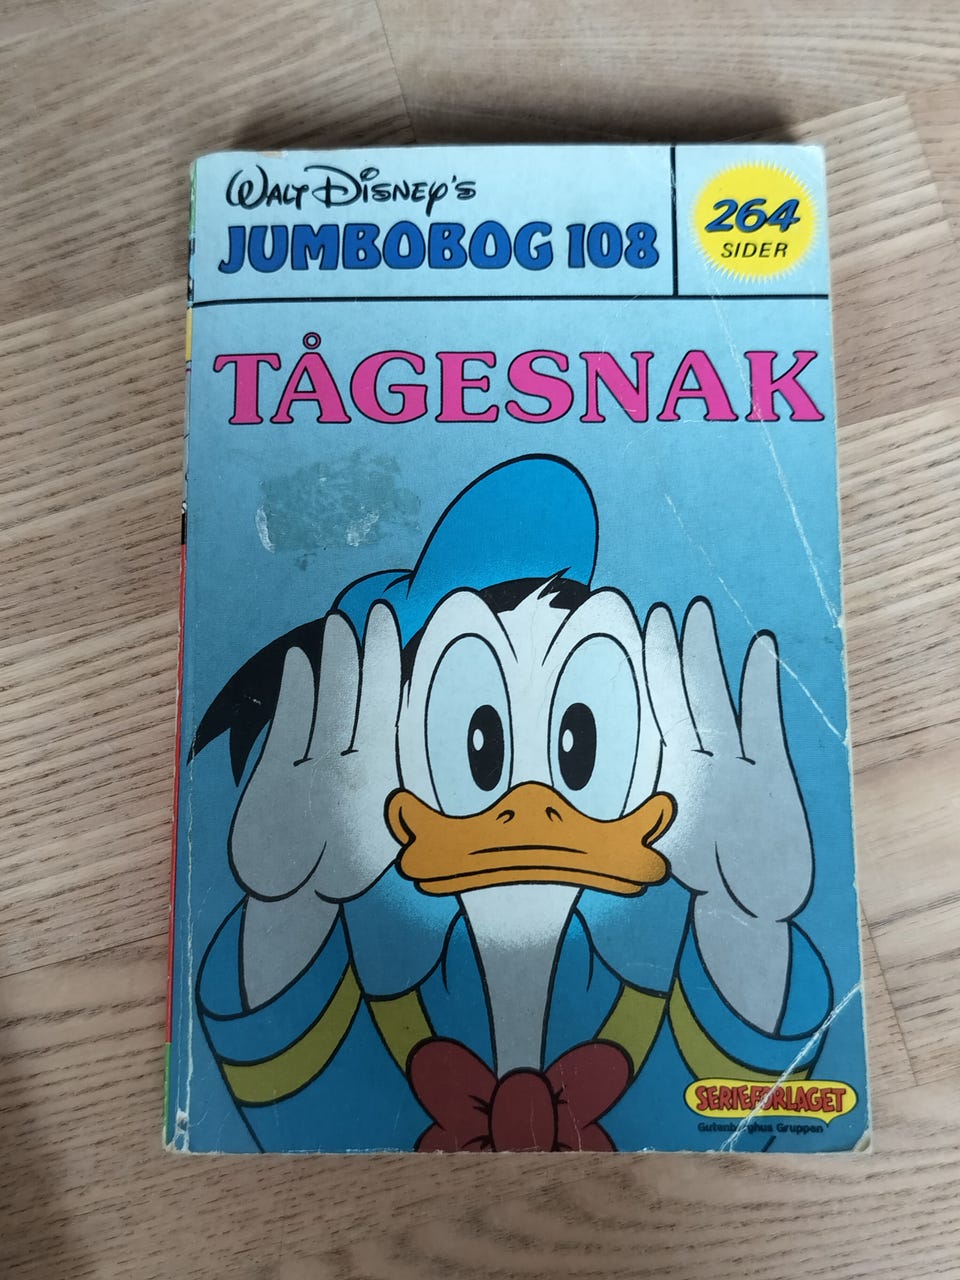 WALT DISNEY'S
JUMBOBOG 108
264
SIDER
TÅGESNAK
SERIEFORLAGET
Gutenberghus Gruppen